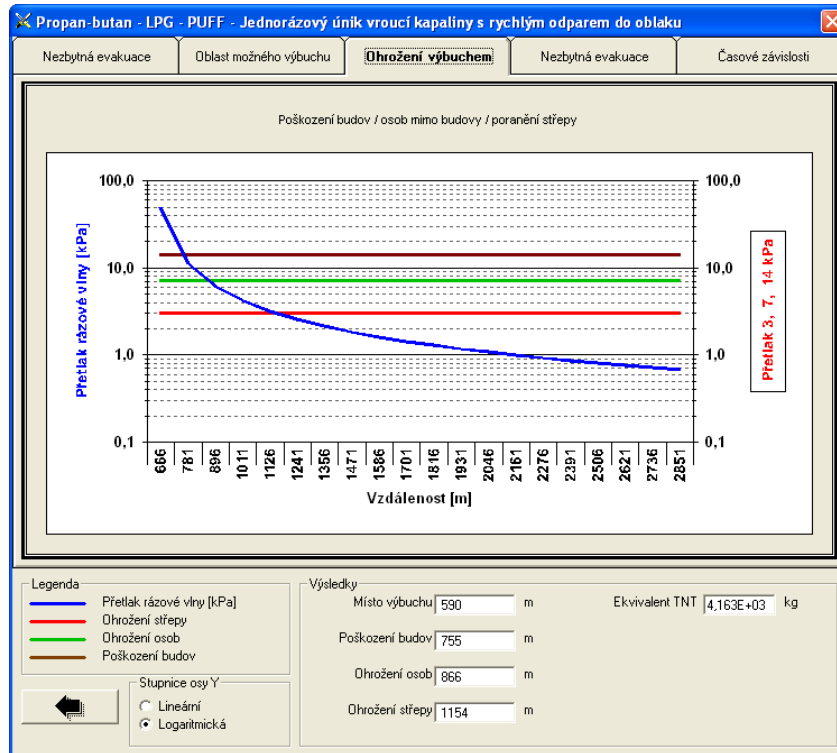 Propan-butan - LPG - PUFF - Jednorázový únik vroucí kapaliny s rychlým odparem do oblaku
Nezbytná evakuace
Oblast možného výbuchu
Ohrožení výbuchem
Nezbytná evakuace
Časové závislosti
Poškození budov / osob mimo budovy / poranění střepy
Přetlak rázové vlny [kPa]
100,0
10,0
1,0
0,1
100,0
10,0
1,0
0,1
Přetlak 3, 7, 14 kPa
666 781 896 1011 1126 1241 1356 1471 1586 1701 1816 1931 2046 2161 2276 2391 2506 2621 2736 2851
Vzdálenost [m]
Legenda
Přetlak rázové vlny [kPa]
Ohrožení střepy
Ohrožení osob
Poškození budov
Stupnice osy Y
Lineární
Logaritmická
Výsledky
Místo výbuchu 590 m
Ekvivalent TNT 4,163E+03 kg
Poškození budov 755 m
Ohrožení osob 866 m
Ohrožení střepy 1154 m